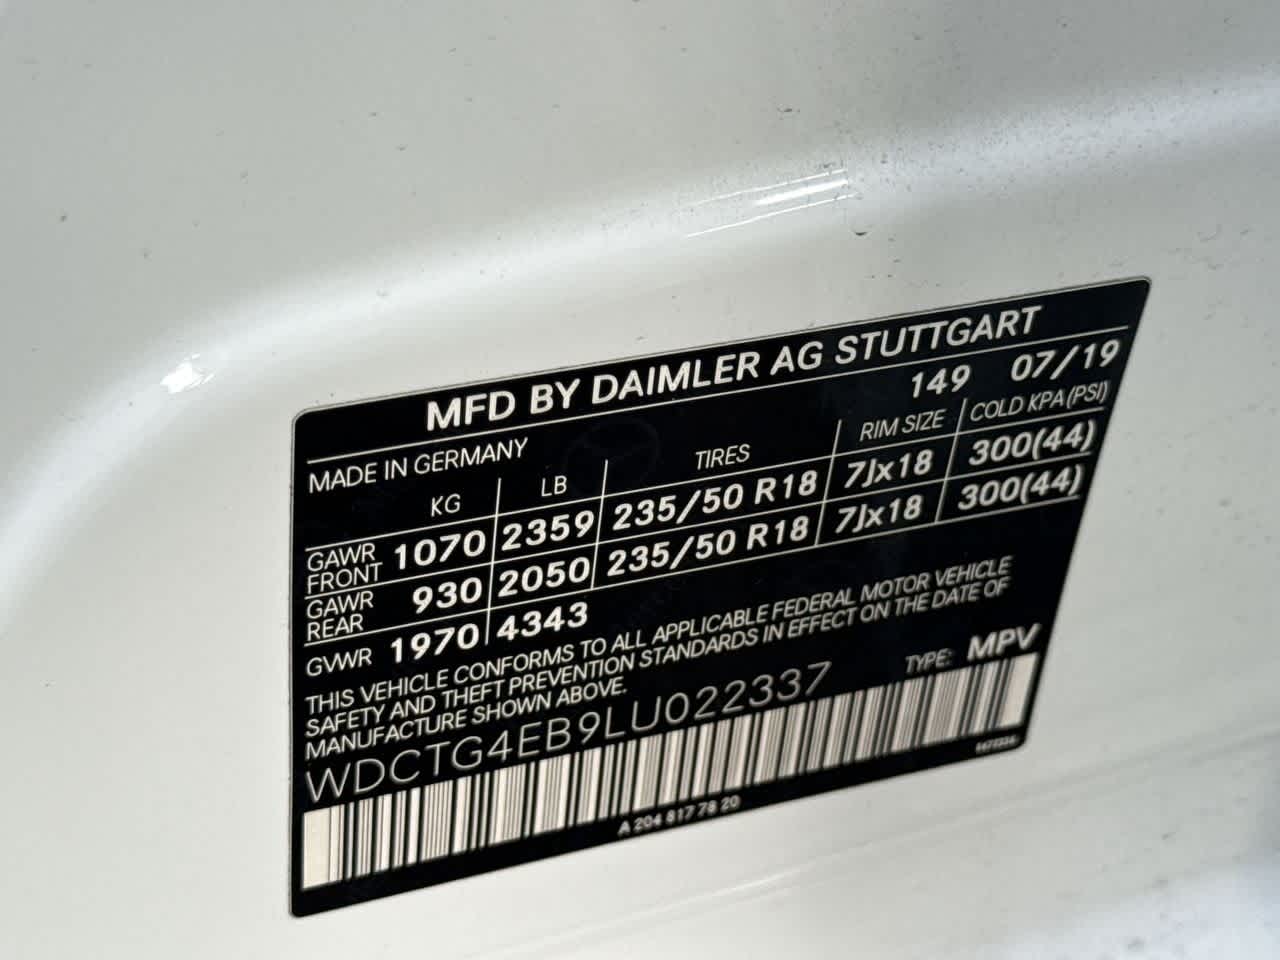 MFD BY DAIMLER AG STUTTGART
MADE IN GERMANY 149 07/19
KG LB TIRES RIM SIZE COLD KPA(PSI)
GAWR FRONT 1070 2359 235/50 R18 7Jx18 300(44)
GAWR REAR 930 2050 235/50 R18 7Jx18 300(44)
GVWR 1970 4343
THIS VEHICLE CONFORMS TO ALL APPLICABLE FEDERAL MOTOR VEHICLE
SAFETY AND THEFT PREVENTION STANDARDS IN EFFECT ON THE DATE OF
MANUFACTURE SHOWN ABOVE.
WDCTG4EB9LU022337 TYPE: MPV
A 204 817 78 20